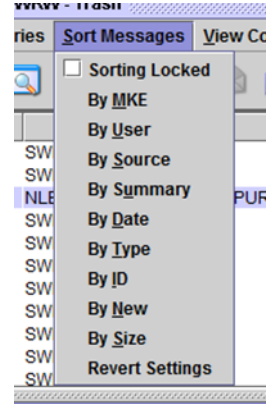 WRW - Trash
ries Sort Messages View Co
Sorting Locked
By MKE
By User
SW
By Source
SW
By Summary
NLE PUR
By Date
SW
By Type
SW
By ID
SW
By New
SW
By Size
SW
Revert Settings
SW
SW
SW